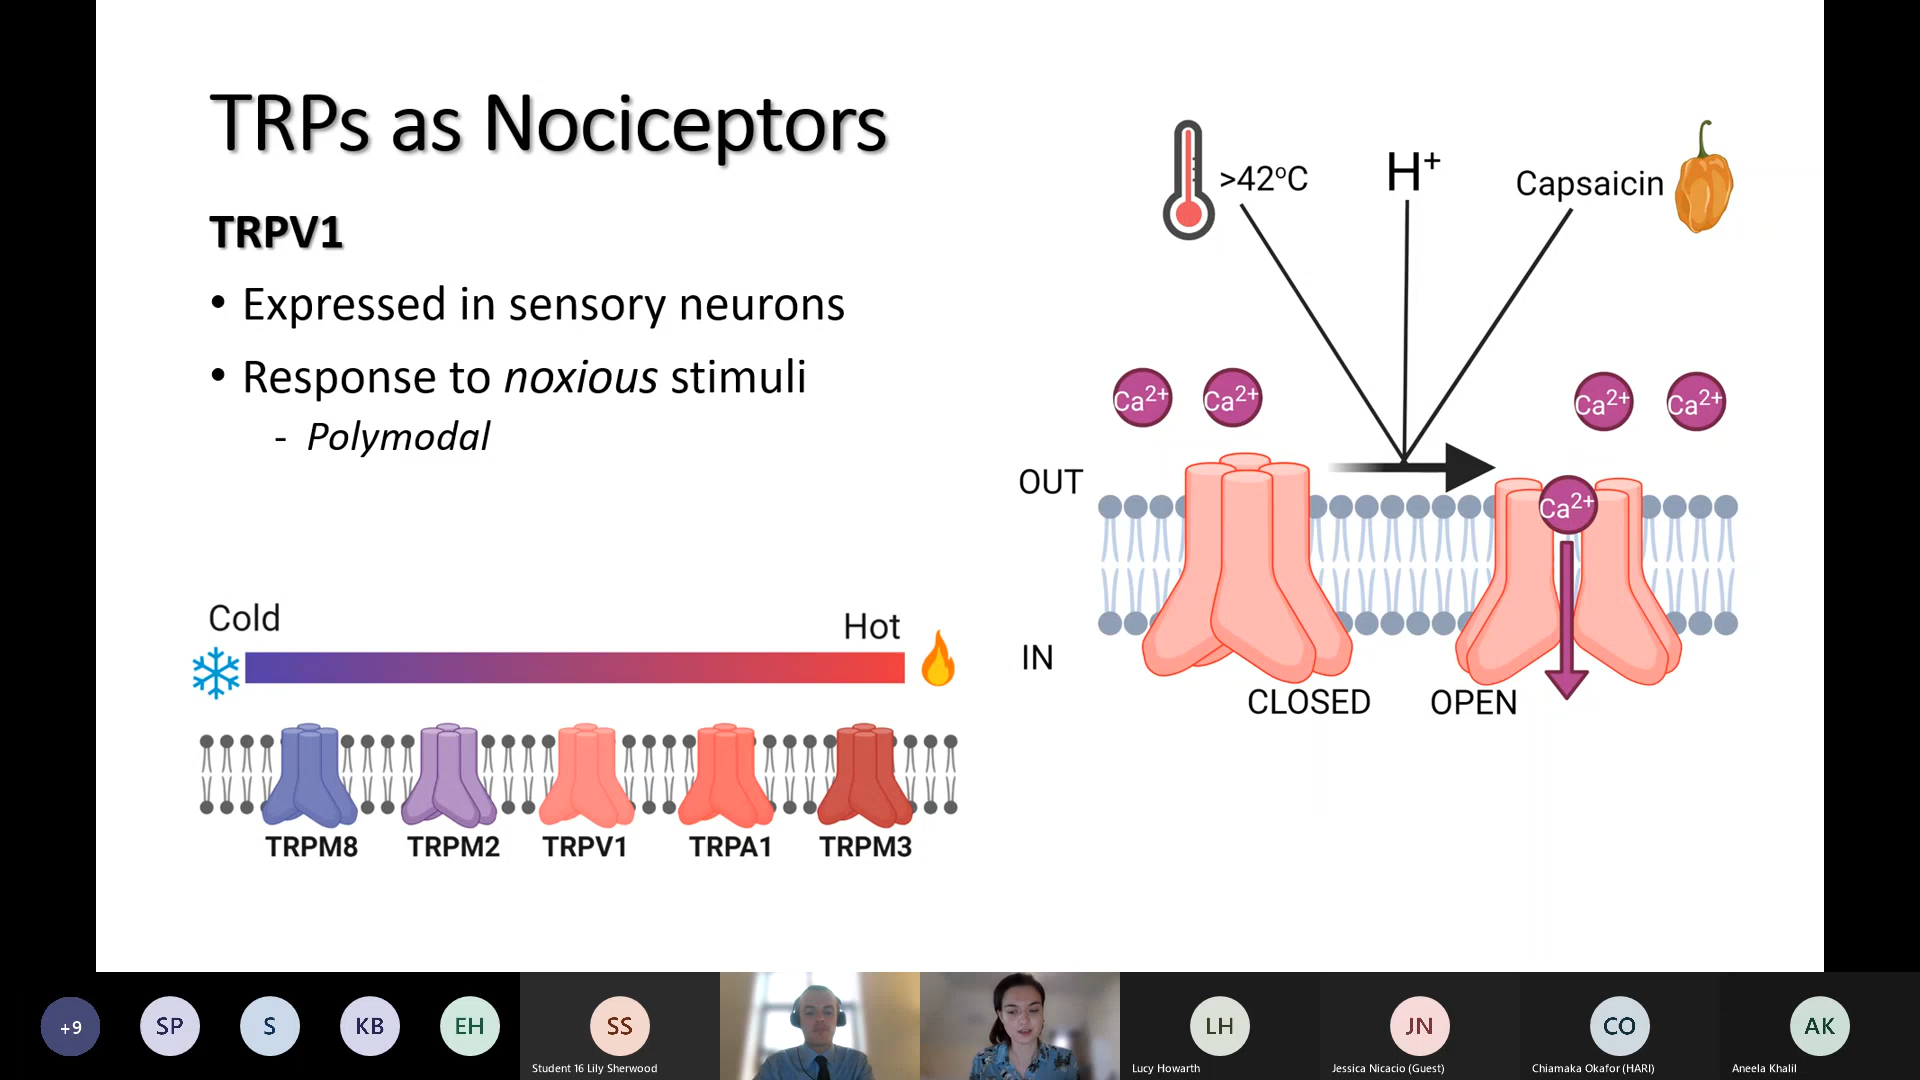 TRPs as Nociceptors
TRPV1
• Expressed in sensory neurons
• Response to noxious stimuli
- Polymodal
Cold
Hot
TRPM8
TRPM2
TRPV1
TRPA1
TRPM3
>42°C
H⁺
Capsaicin
Ca²⁺
Ca²⁺
Ca²⁺
Ca²⁺
OUT
Ca²⁺
IN
CLOSED
OPEN
+9
SP
S
KB
EH
SS
Student 16 Lily Sherwood
LH
Lucy Howarth
JN
Jessica Nicacio (Guest)
CO
Chiamaka Okafor (HARI)
AK
Aneela Khalil